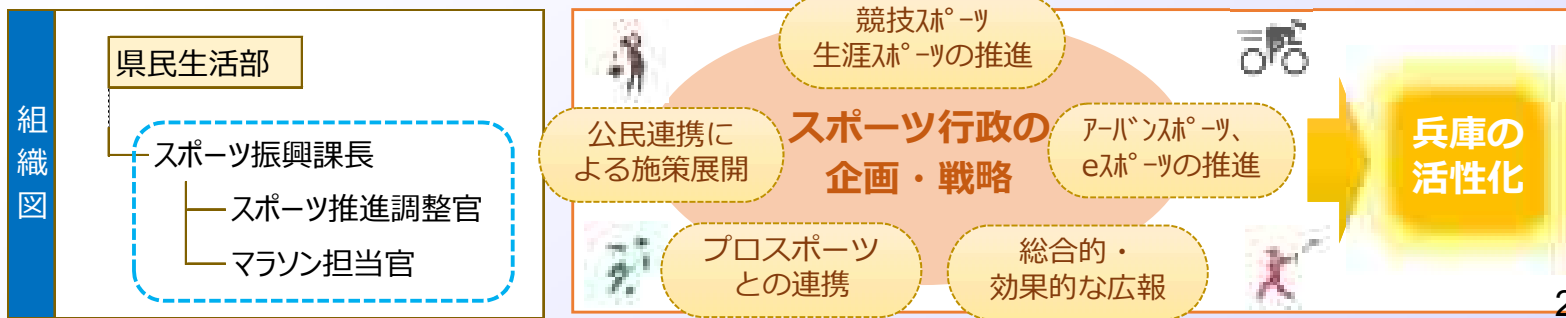 組織図
県民生活部
スポーツ振興課長
スポーツ推進調整官
マラソン担当官
競技ｽﾎﾟｰﾂ
生涯ｽﾎﾟｰﾂの推進
公民連携に
よる施策展開
スポーツ行政の
企画・戦略
ｱｰﾊﾞﾝｽﾎﾟｰﾂ、
eｽﾎﾟｰﾂの推進
プロスポーツ
との連携
総合的・
効果的な広報
兵庫の
活性化
2